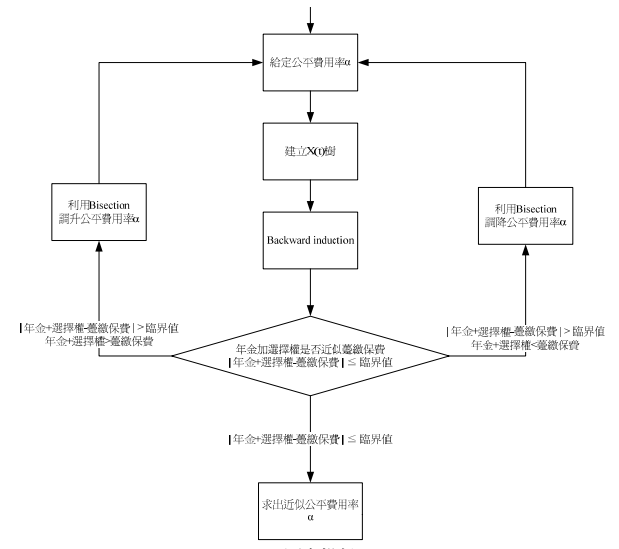 給定公平費用率α
建立X(t)樹
利用Bisection
調升公平費用率α
利用Bisection
調降公平費用率α
Backward induction
|年金+選擇權-躉繳保費| > 臨界值
年金+選擇權>躉繳保費
|年金+選擇權-躉繳保費| > 臨界值
年金+選擇權<躉繳保費
年金加選擇權是否近似躉繳保費
|年金+選擇權-躉繳保費| ≤ 臨界值
|年金+選擇權-躉繳保費| ≤ 臨界值
求出近似公平費用率
α